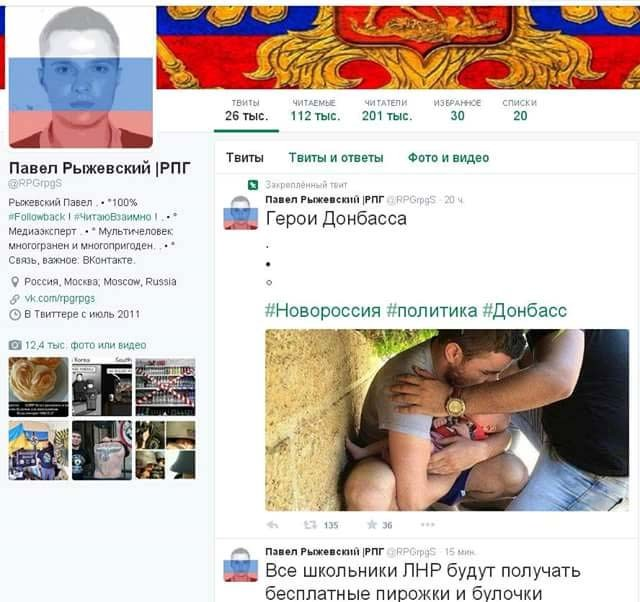 ТВИТЫ ЧИТАЕМЫЕ ЧИТАТЕЛИ ИЗБРАННОЕ СПИСКИ
26 тыс. 112 тыс. 201 тыс. 30 20
Павел Рыжевский |РПГ
@RPGrpgS
Рыжевский Павел . • °100%
#Followback ! #ЧитаюВзаимно ! . • °
Медиаэксперт . • ° Мультичеловек
многогранен и многопригоден. . • °
Связь, важное: ВКонтакте.
Россия, Москва; Moscow, Russia
vk.com/rpgrpgs
В Твиттере с июль 2011
12,4 тыс. фото или видео
Korea South
Твиты Твиты и ответы Фото и видео
Закреплённый твит
Павел Рыжевский |РПГ @RPGrpgS · 20 ч.
Герои Донбасса
.
•
°
#Новороссия #политика #Донбасс
135 36
Павел Рыжевский |РПГ @RPGrpgS · 15 мин.
Все школьники ЛНР будут получать
бесплатные пирожки и булочки